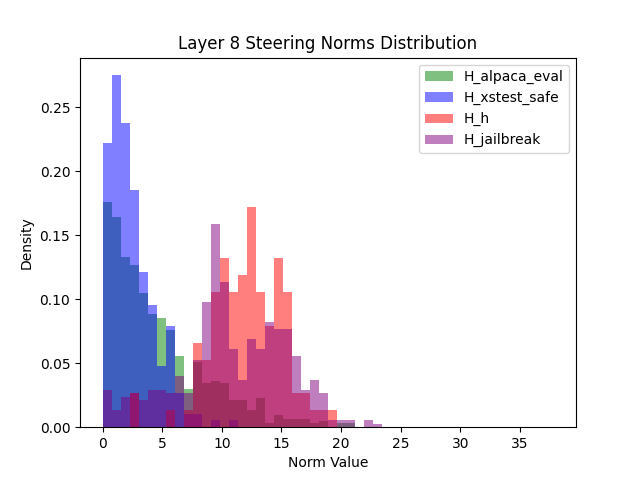 Layer 8 Steering Norms Distribution
H_alpaca_eval
H_xstest_safe
H_h
H_jailbreak
Density
0.25
0.20
0.15
0.10
0.05
0.00
0 5 10 15 20 25 30 35
Norm Value